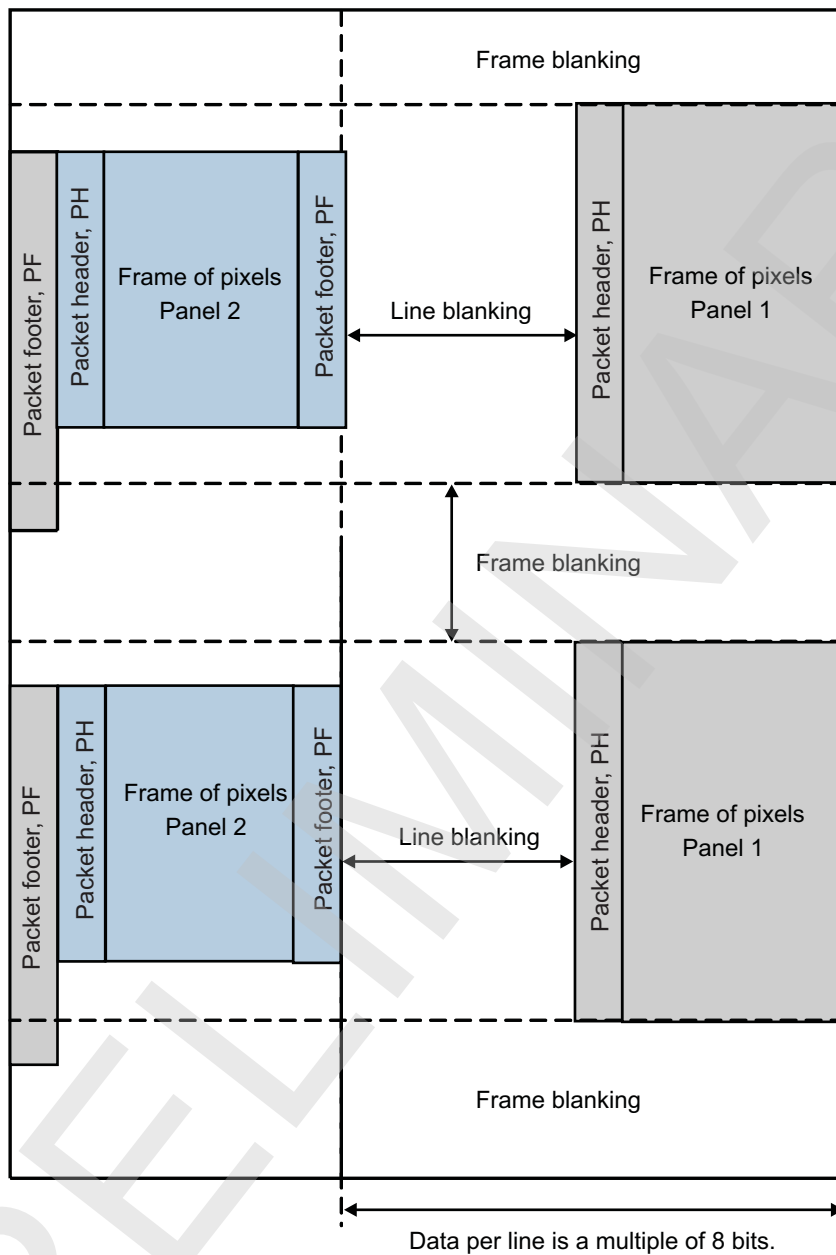 Frame blanking
Packet footer, PF
Packet header, PH
Frame of pixels
Panel 2
Packet footer, PF
Line blanking
Packet header, PH
Frame of pixels
Panel 1
Frame blanking
Packet footer, PF
Packet header, PH
Frame of pixels
Panel 2
Packet footer, PF
Line blanking
Packet header, PH
Frame of pixels
Panel 1
Frame blanking
Data per line is a multiple of 8 bits.
RELIMINAR